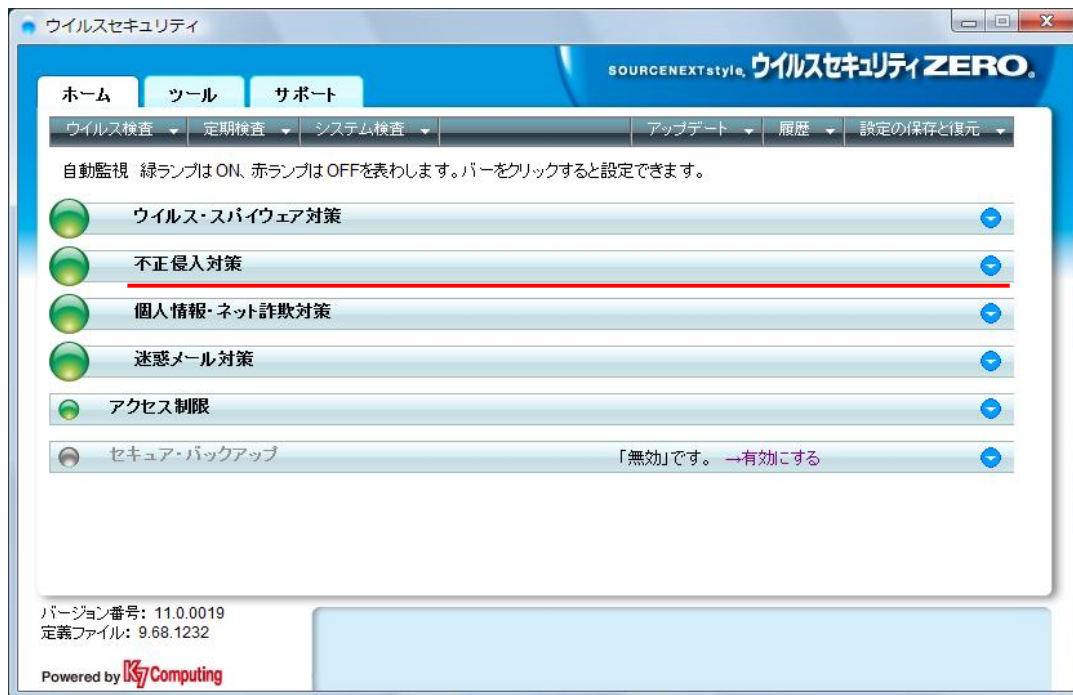 ウイルスセキュリティ
SOURCENEXTstyle. ウイルスセキュリティZERO.
ホーム ツール サポート
ウイルス検査 定期検査 システム検査 アップデート 履歴 設定の保存と復元
自動監視 緑ランプはON、赤ランプはOFFを表わします。バーをクリックすると設定できます。
ウイルス・スパイウェア対策
不正侵入対策
個人情報・ネット詐欺対策
迷惑メール対策
アクセス制限
セキュア・バックアップ 「無効」です。 →有効にする
バージョン番号: 11.0.0019
定義ファイル: 9.68.1232
Powered by K7 Computing